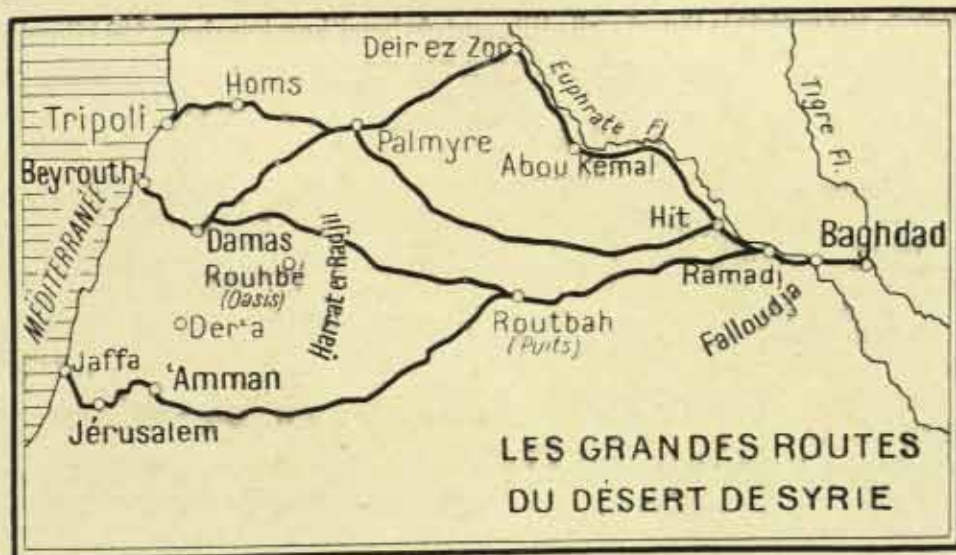 Deir ez Zor
Homs
Euphrate Fl.
Tigre Fl.
Tripoli
Palmyre
Abou Kemal
Beyrouth
MÉDITERRANÉE
Damas
Hit
Baghdad
Rouhbé
(Oasis)
Harrat er Radjil
Ramadi
Der'a
Routbah
(Puits)
Falloudja
Jaffa
'Amman
Jérusalem
LES GRANDES ROUTES
DU DÉSERT DE SYRIE